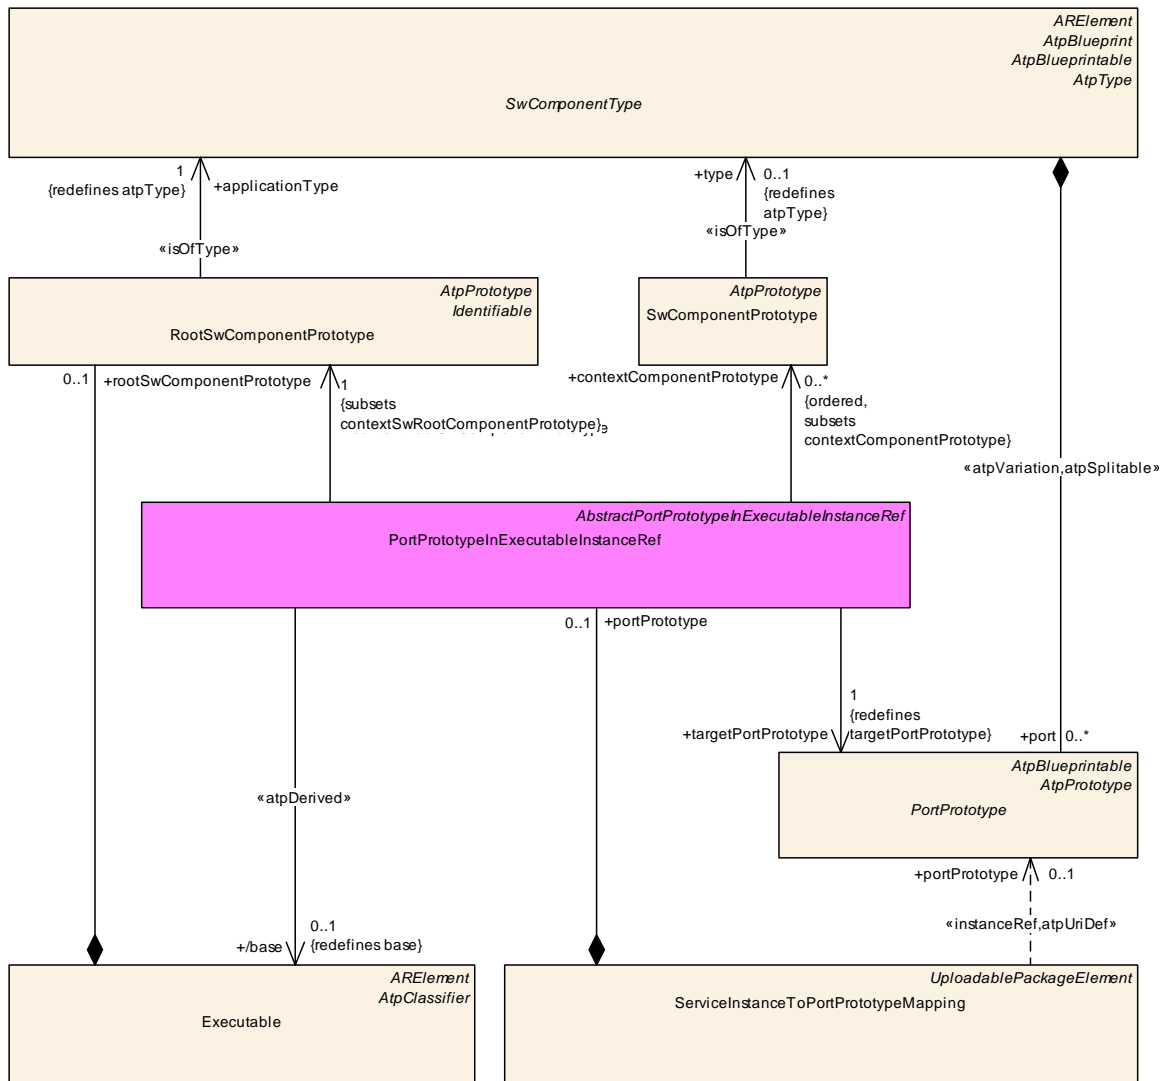 ARElement
AtpBlueprint
AtpBlueprintable
AtpType
SwComponentType
1
{redefines atpType}
+applicationType
«isOfType»
+type
0..1
{redefines
atpType}
«isOfType»
AtpPrototype
Identifiable
RootSwComponentPrototype
AtpPrototype
SwComponentPrototype
0..1
+rootSwComponentPrototype
1
{subsets
contextSwRootComponentPrototype}
+contextComponentPrototype
0..*
{ordered,
subsets
contextComponentPrototype}
«atpVariation,atpSplitable»
AbstractPortPrototypeInExecutableInstanceRef
PortPrototypeInExecutableInstanceRef
0..1
+portPrototype
1
{redefines
targetPortPrototype}
+targetPortPrototype
+port
0..*
AtpBlueprintable
AtpPrototype
PortPrototype
«atpDerived»
+portPrototype
0..1
«instanceRef,atpUriDef»
0..1
{redefines base}
+/base
ARElement
AtpClassifier
Executable
UploadablePackageElement
ServiceInstanceToPortPrototypeMapping